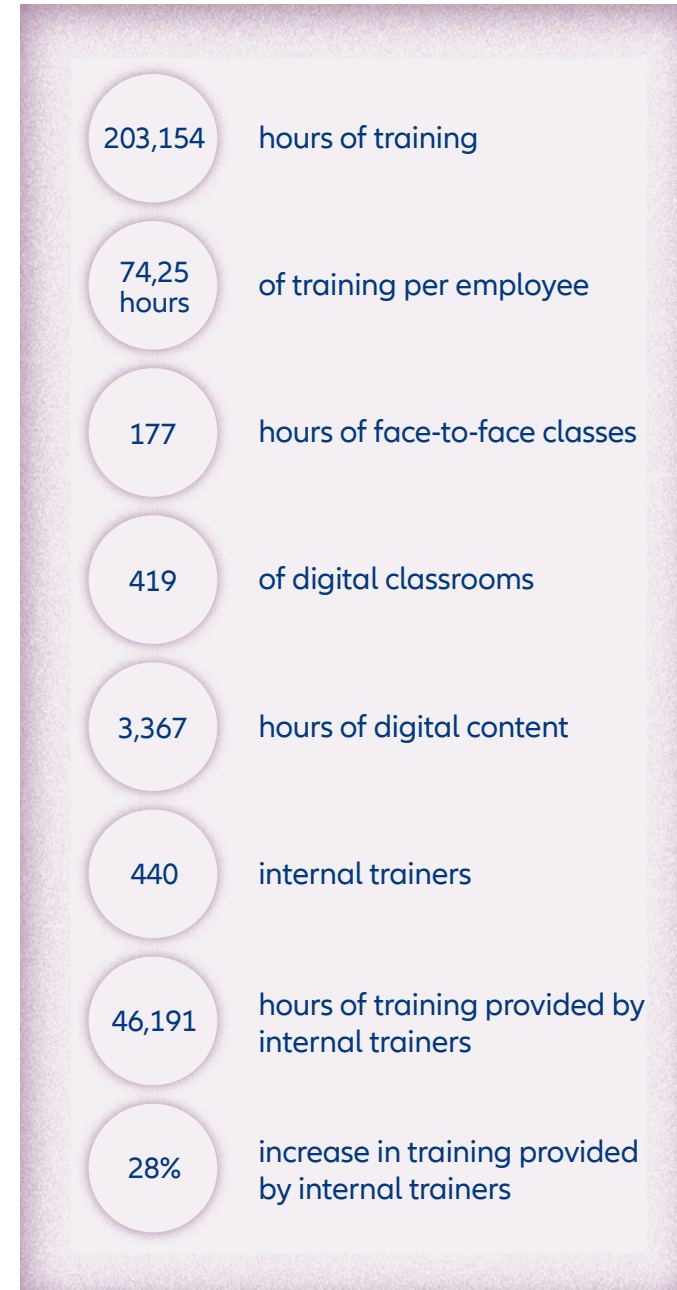 203,154
hours of training
74,25
hours
of training per employee
177
hours of face-to-face classes
419
of digital classrooms
3,367
hours of digital content
440
internal trainers
46,191
hours of training provided by
internal trainers
28%
increase in training provided
by internal trainers